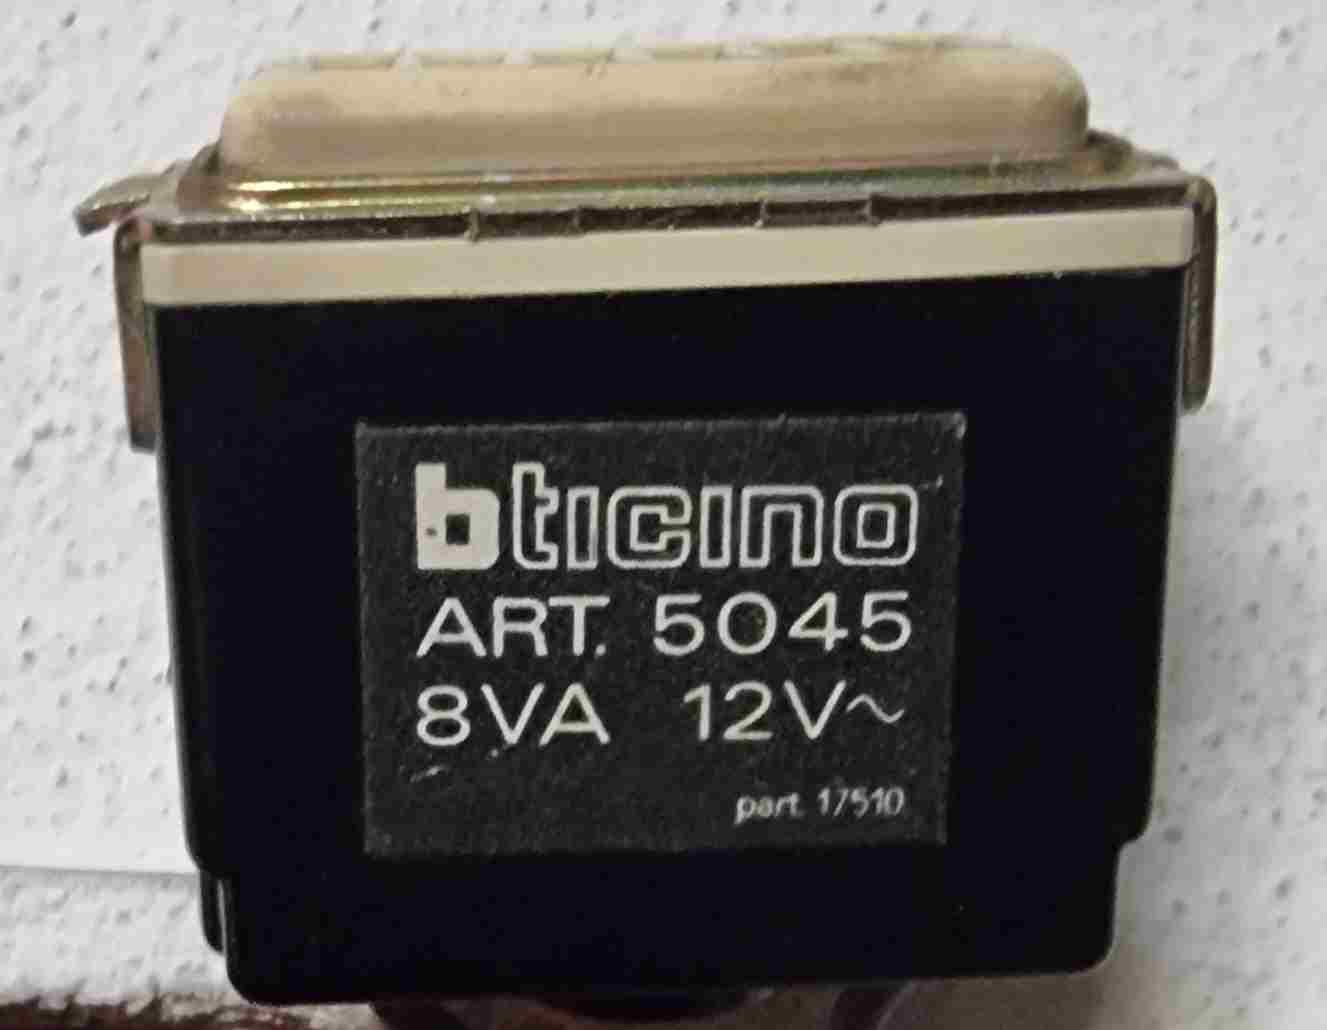 bticino
ART. 5045
8VA 12V~
part. 17510